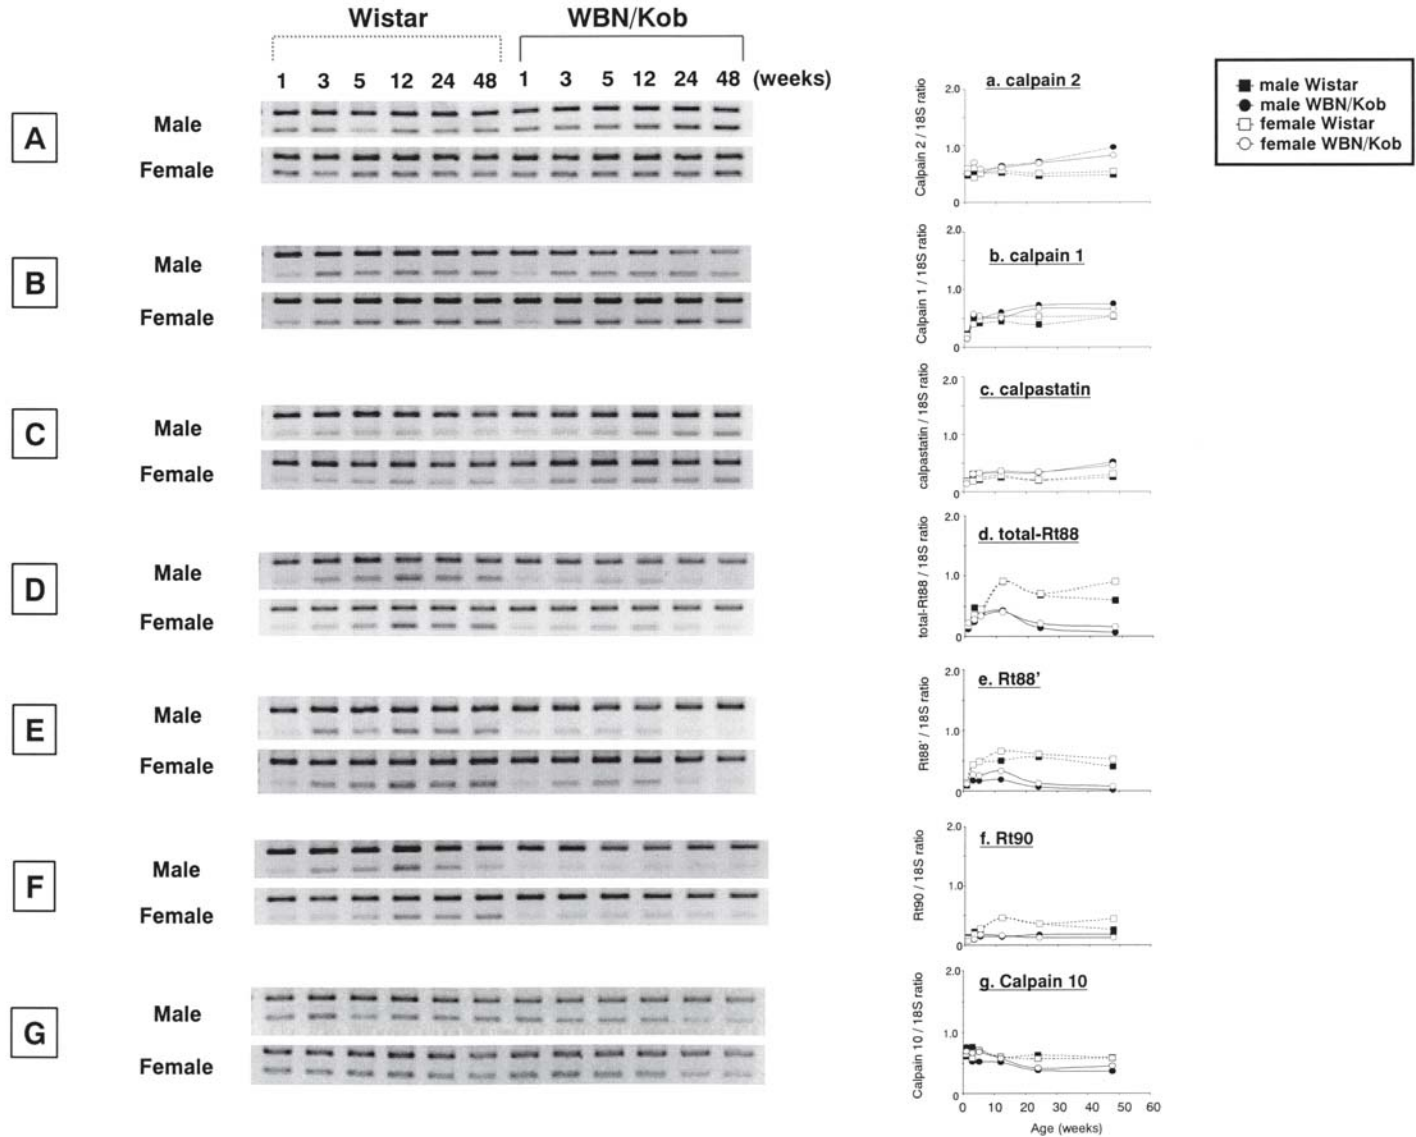 Wistar WBN/Kob
1 3 5 12 24 48 1 3 5 12 24 48 (weeks)
A
Male
Female
B
Male
Female
C
Male
Female
D
Male
Female
E
Male
Female
F
Male
Female
G
Male
Female
a. calpain 2
Calpain 2 / 18S ratio
2.0
1.0
0
b. calpain 1
Calpain 1 / 18S ratio
2.0
1.0
0
c. calpastatin
calpastatin / 18S ratio
2.0
1.0
0
d. total-Rt88
total-Rt88 / 18S ratio
2.0
1.0
0
e. Rt88’
Rt88’ / 18S ratio
2.0
1.0
0
f. Rt90
Rt90 / 18S ratio
2.0
1.0
0
g. Calpain 10
Calpain 10 / 18S ratio
2.0
1.0
0
0 10 20 30 40 50 60
Age (weeks)
male Wistar
male WBN/Kob
female Wistar
female WBN/Kob